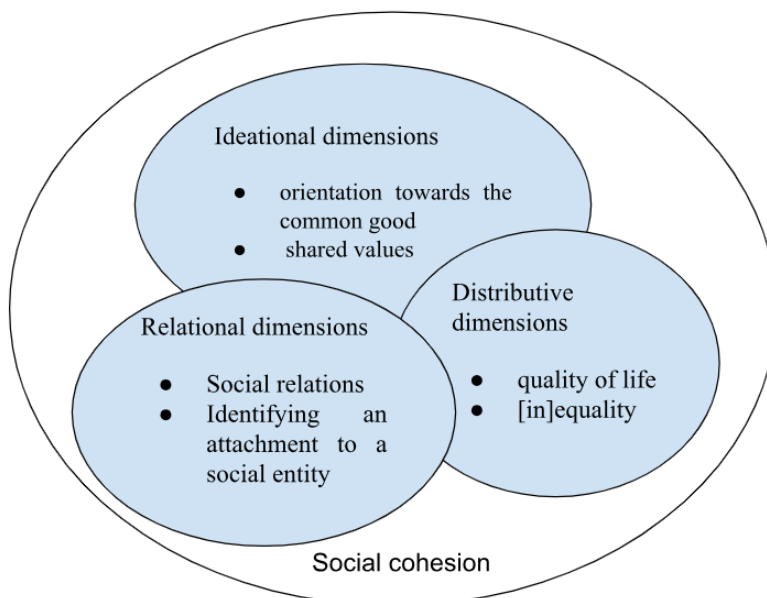 Ideational dimensions
● orientation towards the
common good
● shared values
Distributive
dimensions
● quality of life
● [in]equality
Relational dimensions
● Social relations
● Identifying an
attachment to a
social entity
Social cohesion